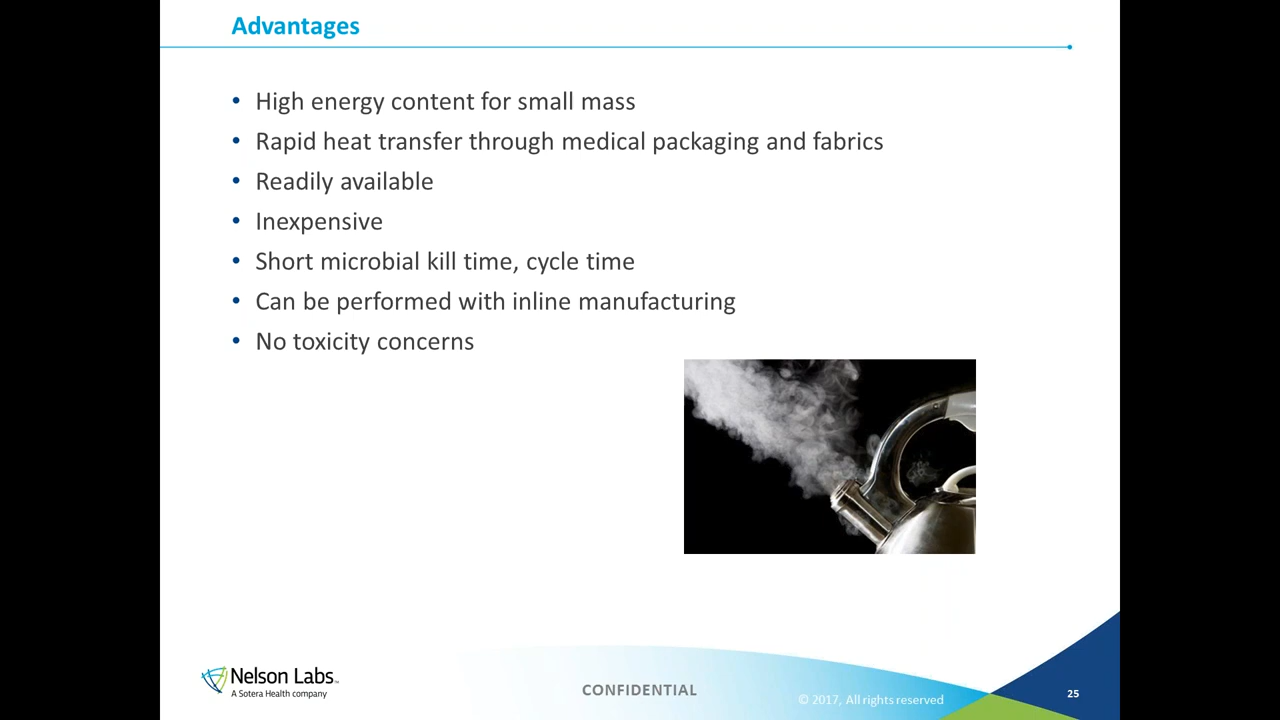 Advantages
• High energy content for small mass
• Rapid heat transfer through medical packaging and fabrics
• Readily available
• Inexpensive
• Short microbial kill time, cycle time
• Can be performed with inline manufacturing
• No toxicity concerns
Nelson Labs™
A Sotera Health company
CONFIDENTIAL
© 2017, All rights reserved
25